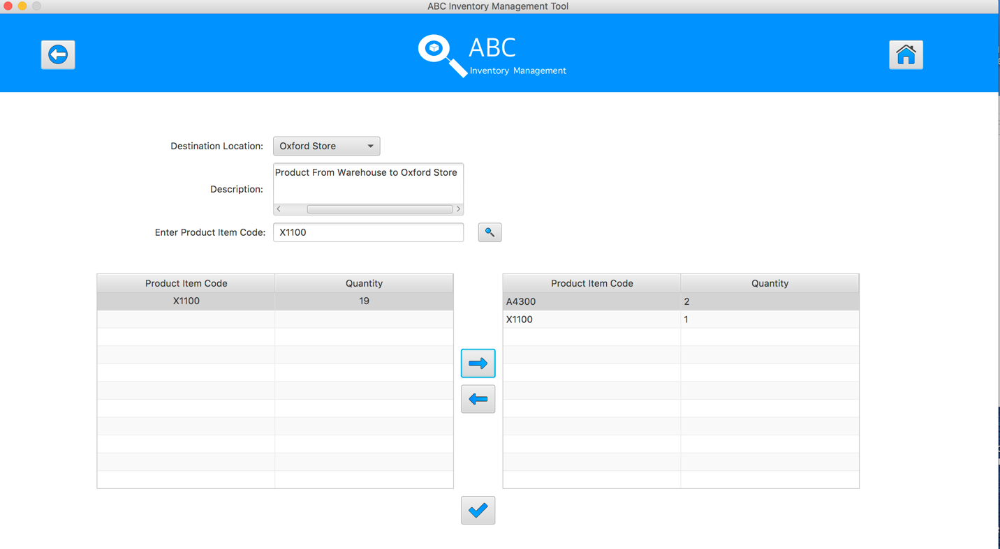 ABC Inventory Management Tool
ABC
Inventory Management
Destination Location: Oxford Store
Product From Warehouse to Oxford Store
Description:
Enter Product Item Code: X1100
Product Item Code Quantity Product Item Code Quantity
X1100 19 A4300 2
X1100 1